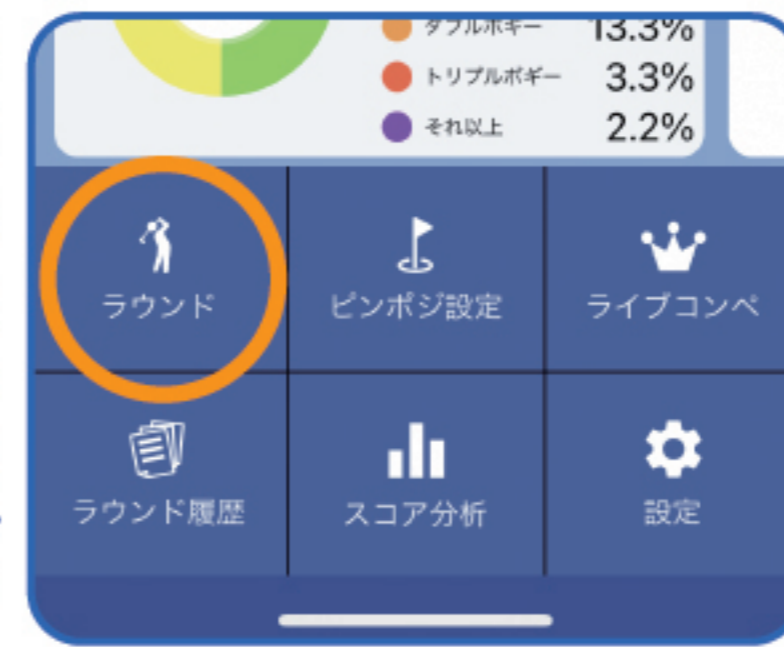 ダブルボギー 13.3%
トリプルボギー 3.3%
それ以上 2.2%
ラウンド ピンポジ設定 ライブコンペ
ラウンド履歴 スコア分析 設定